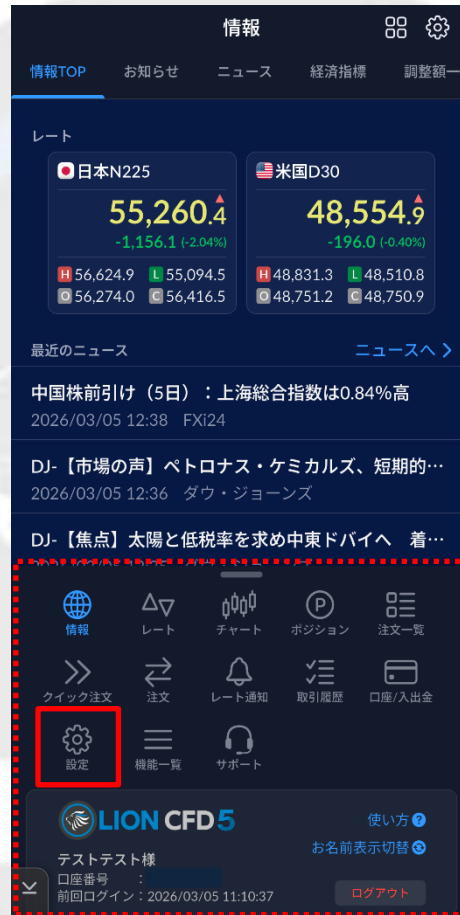 情報
情報TOP お知らせ ニュース 経済指標 調整額一
レート
日本N225 米国D30
55,260.4 48,554.9
-1,156.1 (-2.04%) -196.0 (-0.40%)
H 56,624.9 L 55,094.5 H 48,831.3 L 48,510.8
O 56,274.0 C 56,416.5 O 48,751.2 C 48,750.9
最近のニュース ニュースへ
中国株前引け（5日）：上海総合指数は0.84%高
2026/03/05 12:38 FXi24
DJ-【市場の声】ペトロナス・ケミカルズ、短期的…
2026/03/05 12:36 ダウ・ジョーンズ
DJ-【焦点】太陽と低税率を求め中東ドバイへ 着…
情報 レート チャート ポジション 注文一覧
クイック注文 注文 レート通知 取引履歴 口座/入出金
設定 機能一覧 サポート
LION CFD 5
使い方
お名前表示切替
テストテスト様
口座番号 :
前回ログイン：2026/03/05 11:10:37
ログアウト